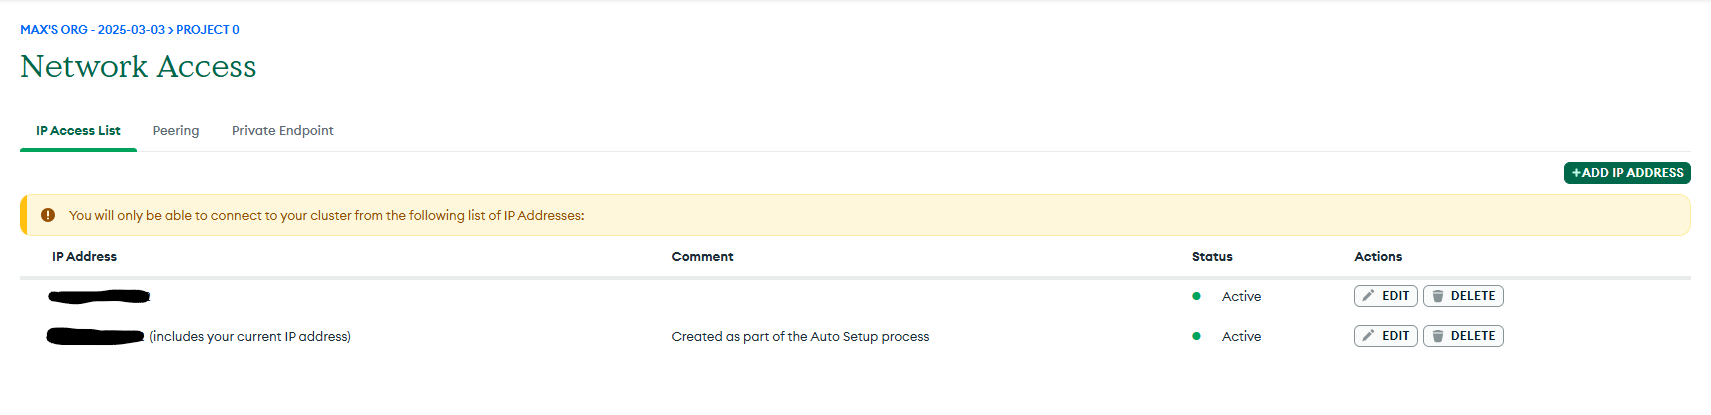 MAX'S ORG - 2025-03-03 > PROJECT 0
Network Access
IP Access List Peering Private Endpoint
+ADD IP ADDRESS
You will only be able to connect to your cluster from the following list of IP Addresses:
IP Address Comment Status Actions
Active EDIT DELETE
(includes your current IP address) Created as part of the Auto Setup process Active EDIT DELETE